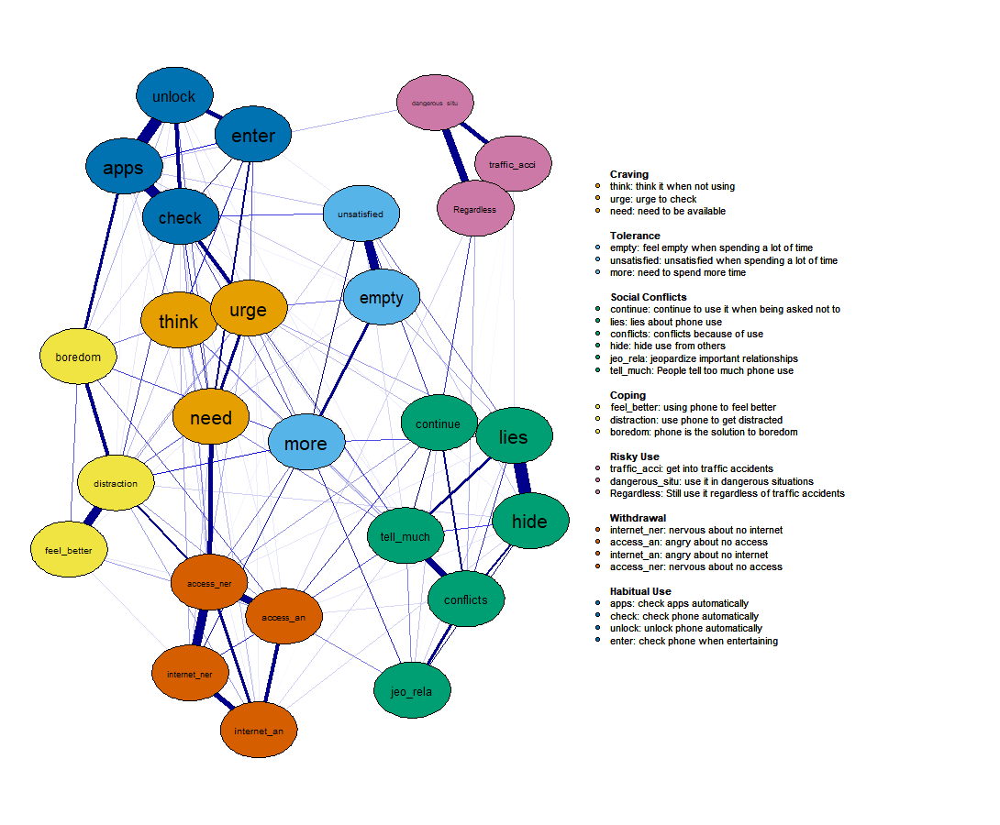 unlock
dangerous_situ
enter
apps
traffic_acci
Regardless
unsatisfied
check
empty
urge
think
boredom
need
continue
more
lies
distraction
hide
tell_much
feel_better
access_ner
conflicts
access_an
internet_ner
jeo_rela
internet_an
Craving
think: think it when not using
urge: urge to check
need: need to be available
Tolerance
empty: feel empty when spending a lot of time
unsatisfied: unsatisfied when spending a lot of time
more: need to spend more time
Social Conflicts
continue: continue to use it when being asked not to
lies: lies about phone use
conflicts: conflicts because of use
hide: hide use from others
jeo_rela: jeopardize important relationships
tell_much: People tell too much phone use
Coping
feel_better: using phone to feel better
distraction: use phone to get distracted
boredom: phone is the solution to boredom
Risky Use
traffic_acci: get into traffic accidents
dangerous_situ: use it in dangerous situations
Regardless: Still use it regardless of traffic accidents
Withdrawal
internet_ner: nervous about no internet
access_an: angry about no access
internet_an: angry about no internet
access_ner: nervous about no access
Habitual Use
apps: check apps automatically
check: check phone automatically
unlock: unlock phone automatically
enter: check phone when entertaining